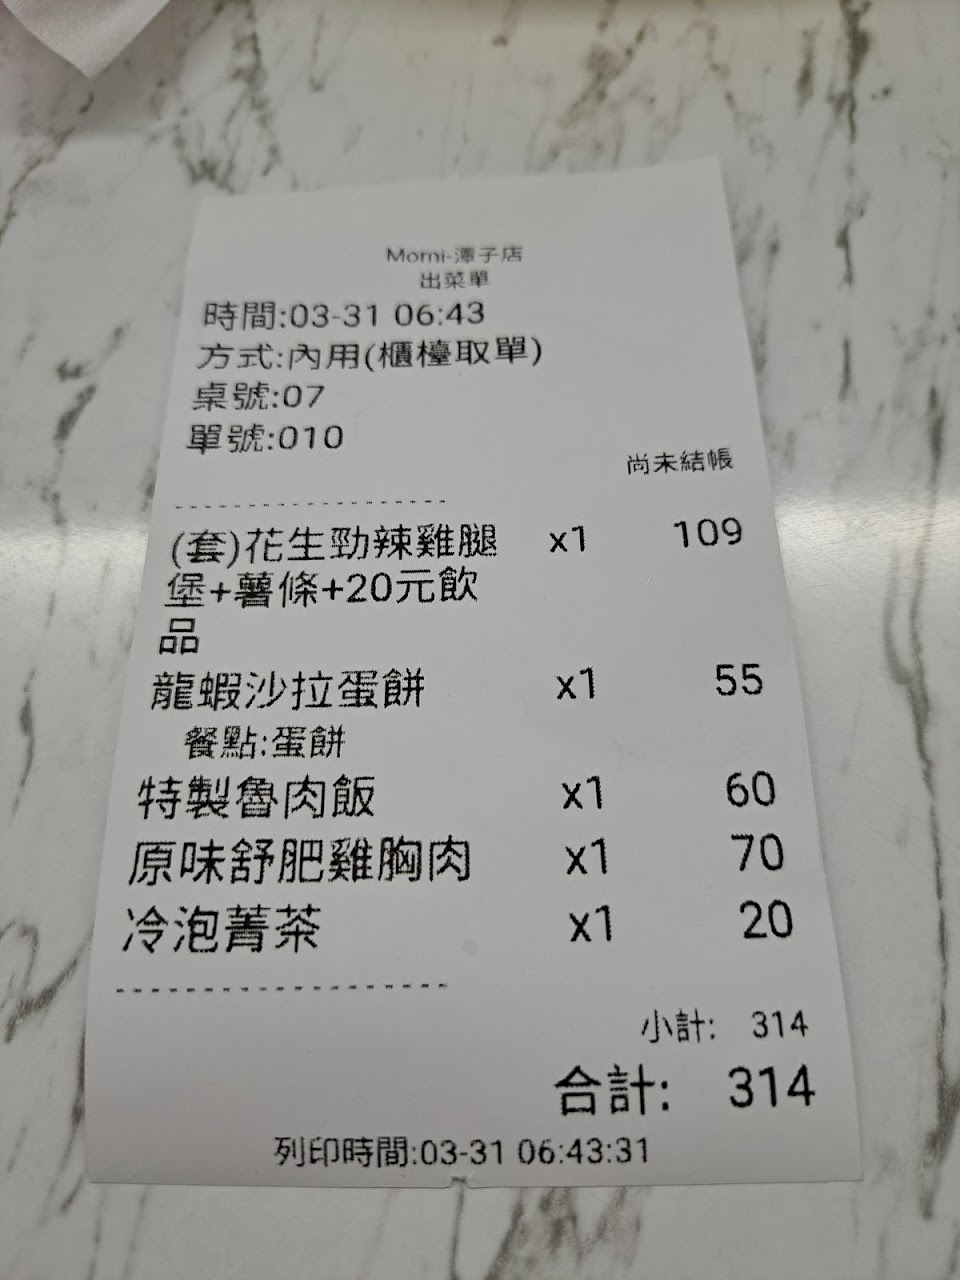 Morni-潭子店
出菜單
時間:03-31 06:43
方式:內用(櫃檯取單)
桌號:07
單號:010
尚未結帳
--------------------
(套)花生勁辣雞腿 x1 109
堡+薯條+20元飲
品
龍蝦沙拉蛋餅 x1 55
餐點:蛋餅
特製魯肉飯 x1 60
原味舒肥雞胸肉 x1 70
冷泡菁茶 x1 20
--------------------
小計: 314
合計: 314
列印時間:03-31 06:43:31